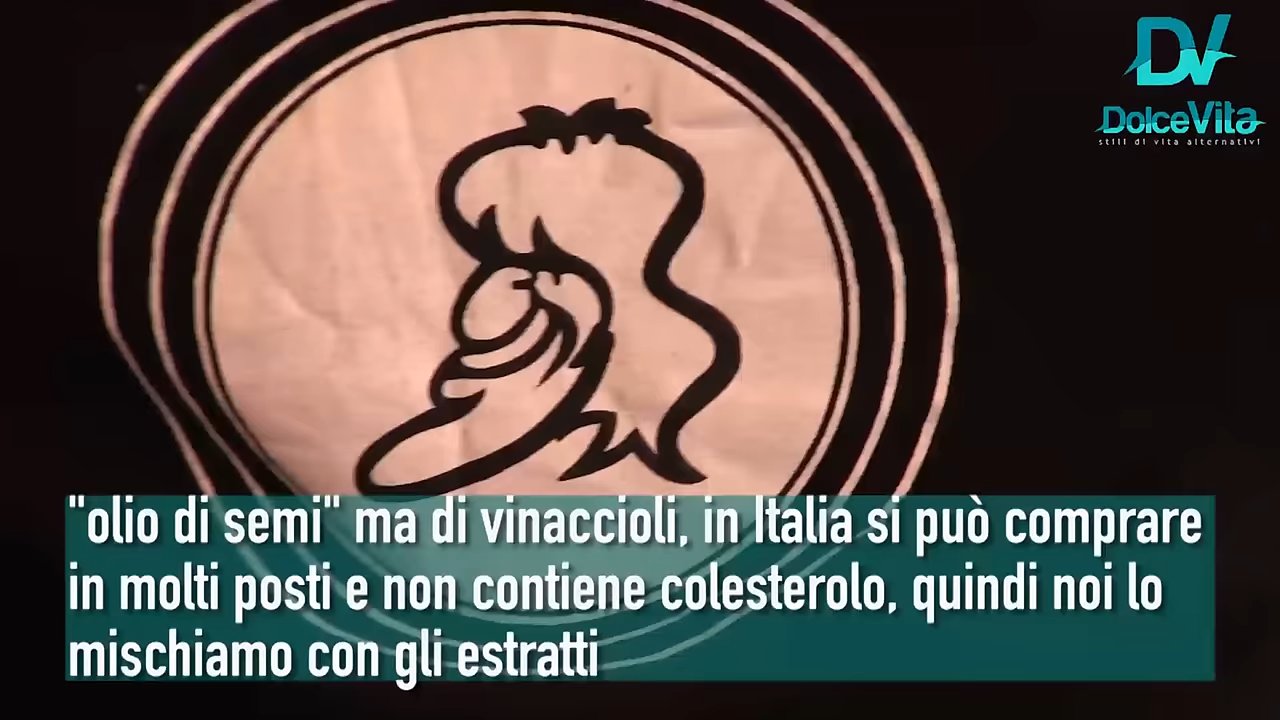 DV
DolceVita
stili di vita alternativi
"olio di semi" ma di vinaccioli, in Italia si può comprare
in molti posti e non contiene colesterolo, quindi noi lo
mischiamo con gli estratti